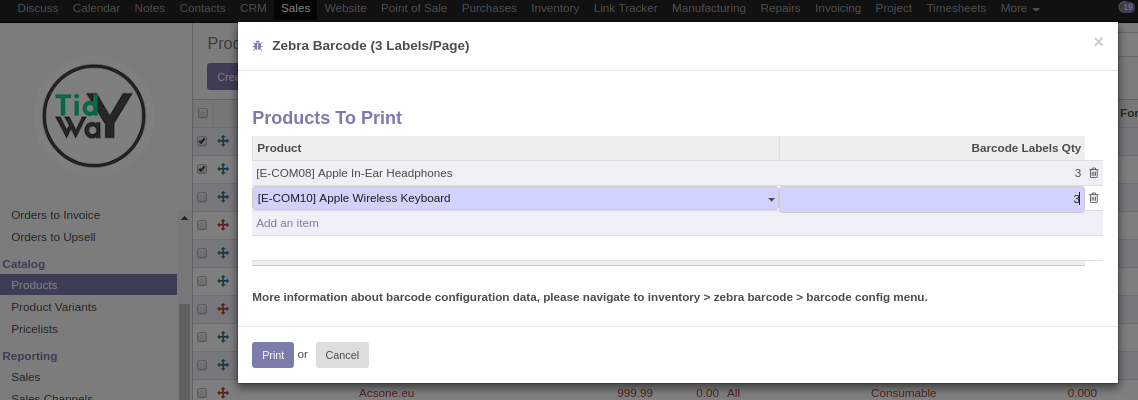 Discuss Calendar Notes Contacts CRM Sales Website Point of Sale Purchases Inventory Link Tracker Manufacturing Repairs Invoicing Project Timesheets More 19
Zebra Barcode (3 Labels/Page) ×
Tidy
Way
Orders to Invoice
Orders to Upsell
Catalog
Products
Product Variants
Pricelists
Reporting
Sales
Sales Channels
Products To Print
Product Barcode Labels Qty
[E-COM08] Apple In-Ear Headphones 3
[E-COM10] Apple Wireless Keyboard 3
Add an item
More information about barcode configuration data, please navigate to inventory > zebra barcode > barcode config menu.
Print or Cancel
Acsone.eu 999.99 0.00 All Consumable 0.000